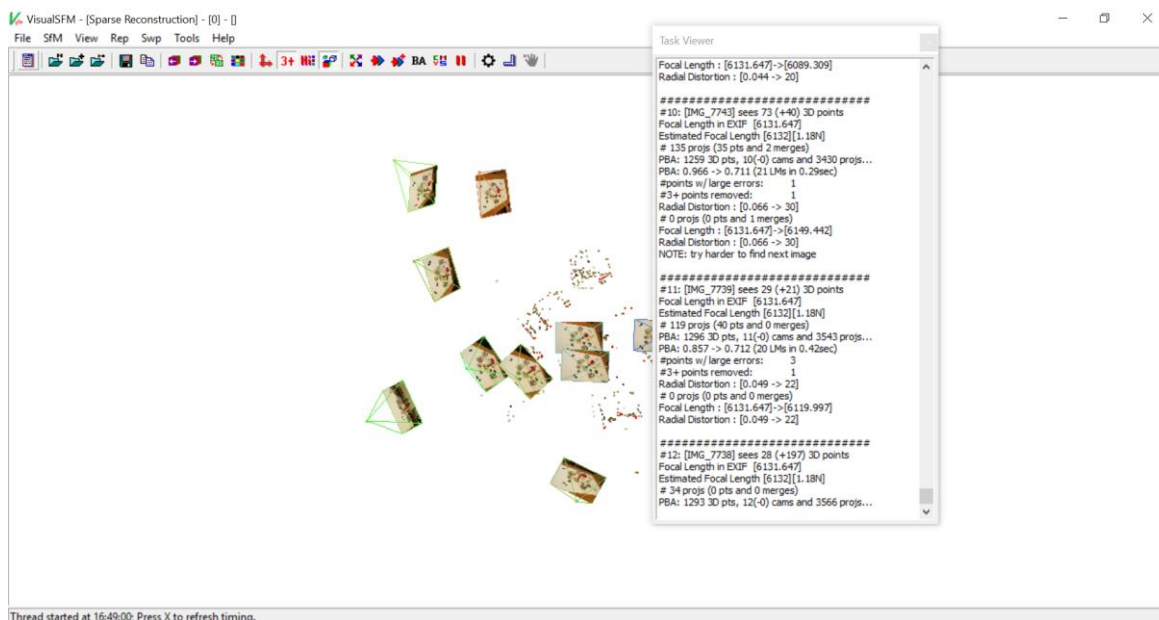 VisualSFM - [Sparse Reconstruction] - [0] - []
File SfM View Rep Swp Tools Help
3+ BA
Task Viewer
Focal Length : [6131.647]->[6089.309]
Radial Distortion : [0.044 -> 20]
##############################
#10: [IMG_7743] sees 73 (+40) 3D points
Focal Length in EXIF [6131.647]
Estimated Focal Length [6132][1.18N]
# 135 projs (35 pts and 2 merges)
PBA: 1259 3D pts, 10(-0) cams and 3430 projs...
PBA: 0.966 -> 0.711 (21 LMs in 0.29sec)
#points w/ large errors: 1
#3+ points removed: 1
Radial Distortion : [0.066 -> 30]
# 0 projs (0 pts and 1 merges)
Focal Length : [6131.647]->[6149.442]
Radial Distortion : [0.066 -> 30]
NOTE: try harder to find next image
##############################
#11: [IMG_7739] sees 29 (+21) 3D points
Focal Length in EXIF [6131.647]
Estimated Focal Length [6132][1.18N]
# 119 projs (40 pts and 0 merges)
PBA: 1296 3D pts, 11(-0) cams and 3543 projs...
PBA: 0.857 -> 0.712 (20 LMs in 0.42sec)
#points w/ large errors: 3
#3+ points removed: 1
Radial Distortion : [0.049 -> 22]
# 0 projs (0 pts and 0 merges)
Focal Length : [6131.647]->[6119.997]
Radial Distortion : [0.049 -> 22]
##############################
#12: [IMG_7738] sees 28 (+197) 3D points
Focal Length in EXIF [6131.647]
Estimated Focal Length [6132][1.18N]
# 34 projs (0 pts and 0 merges)
PBA: 1293 3D pts, 12(-0) cams and 3566 projs...
Thread started at 16:49:00; Press X to refresh timing.